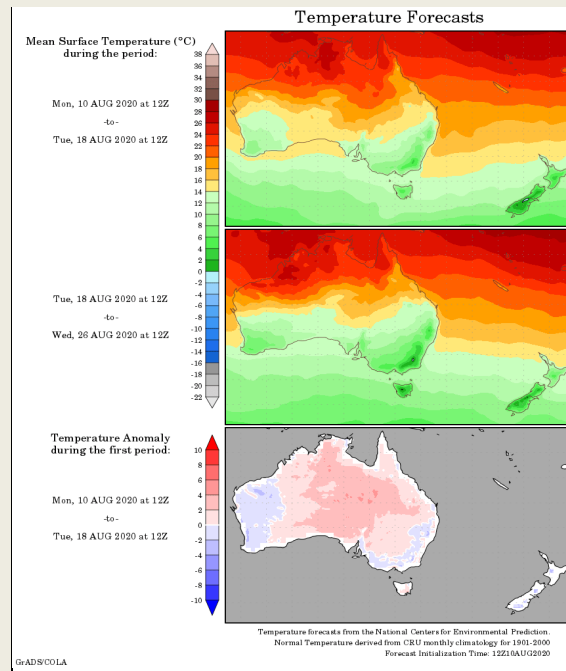 Temperature Forecasts
Mean Surface Temperature (°C)
during the period:
Mon, 10 AUG 2020 at 12Z
-to-
Tue, 18 AUG 2020 at 12Z
38
36
34
32
30
28
26
24
22
20
18
16
14
12
10
8
6
4
2
0
-2
-4
-6
-8
-10
-12
-14
-16
-18
-20
-22
Tue, 18 AUG 2020 at 12Z
-to-
Wed, 26 AUG 2020 at 12Z
Temperature Anomaly
during the first period:
Mon, 10 AUG 2020 at 12Z
-to-
Tue, 18 AUG 2020 at 12Z
10
8
6
4
2
0
-2
-4
-6
-8
-10
Temperature forecasts from the National Centers for Environmental Prediction.
Normal Temperature derived from CRU monthly climatology for 1901-2000
Forecast Initialization Time: 12Z10AUG2020
GrADS/COLA